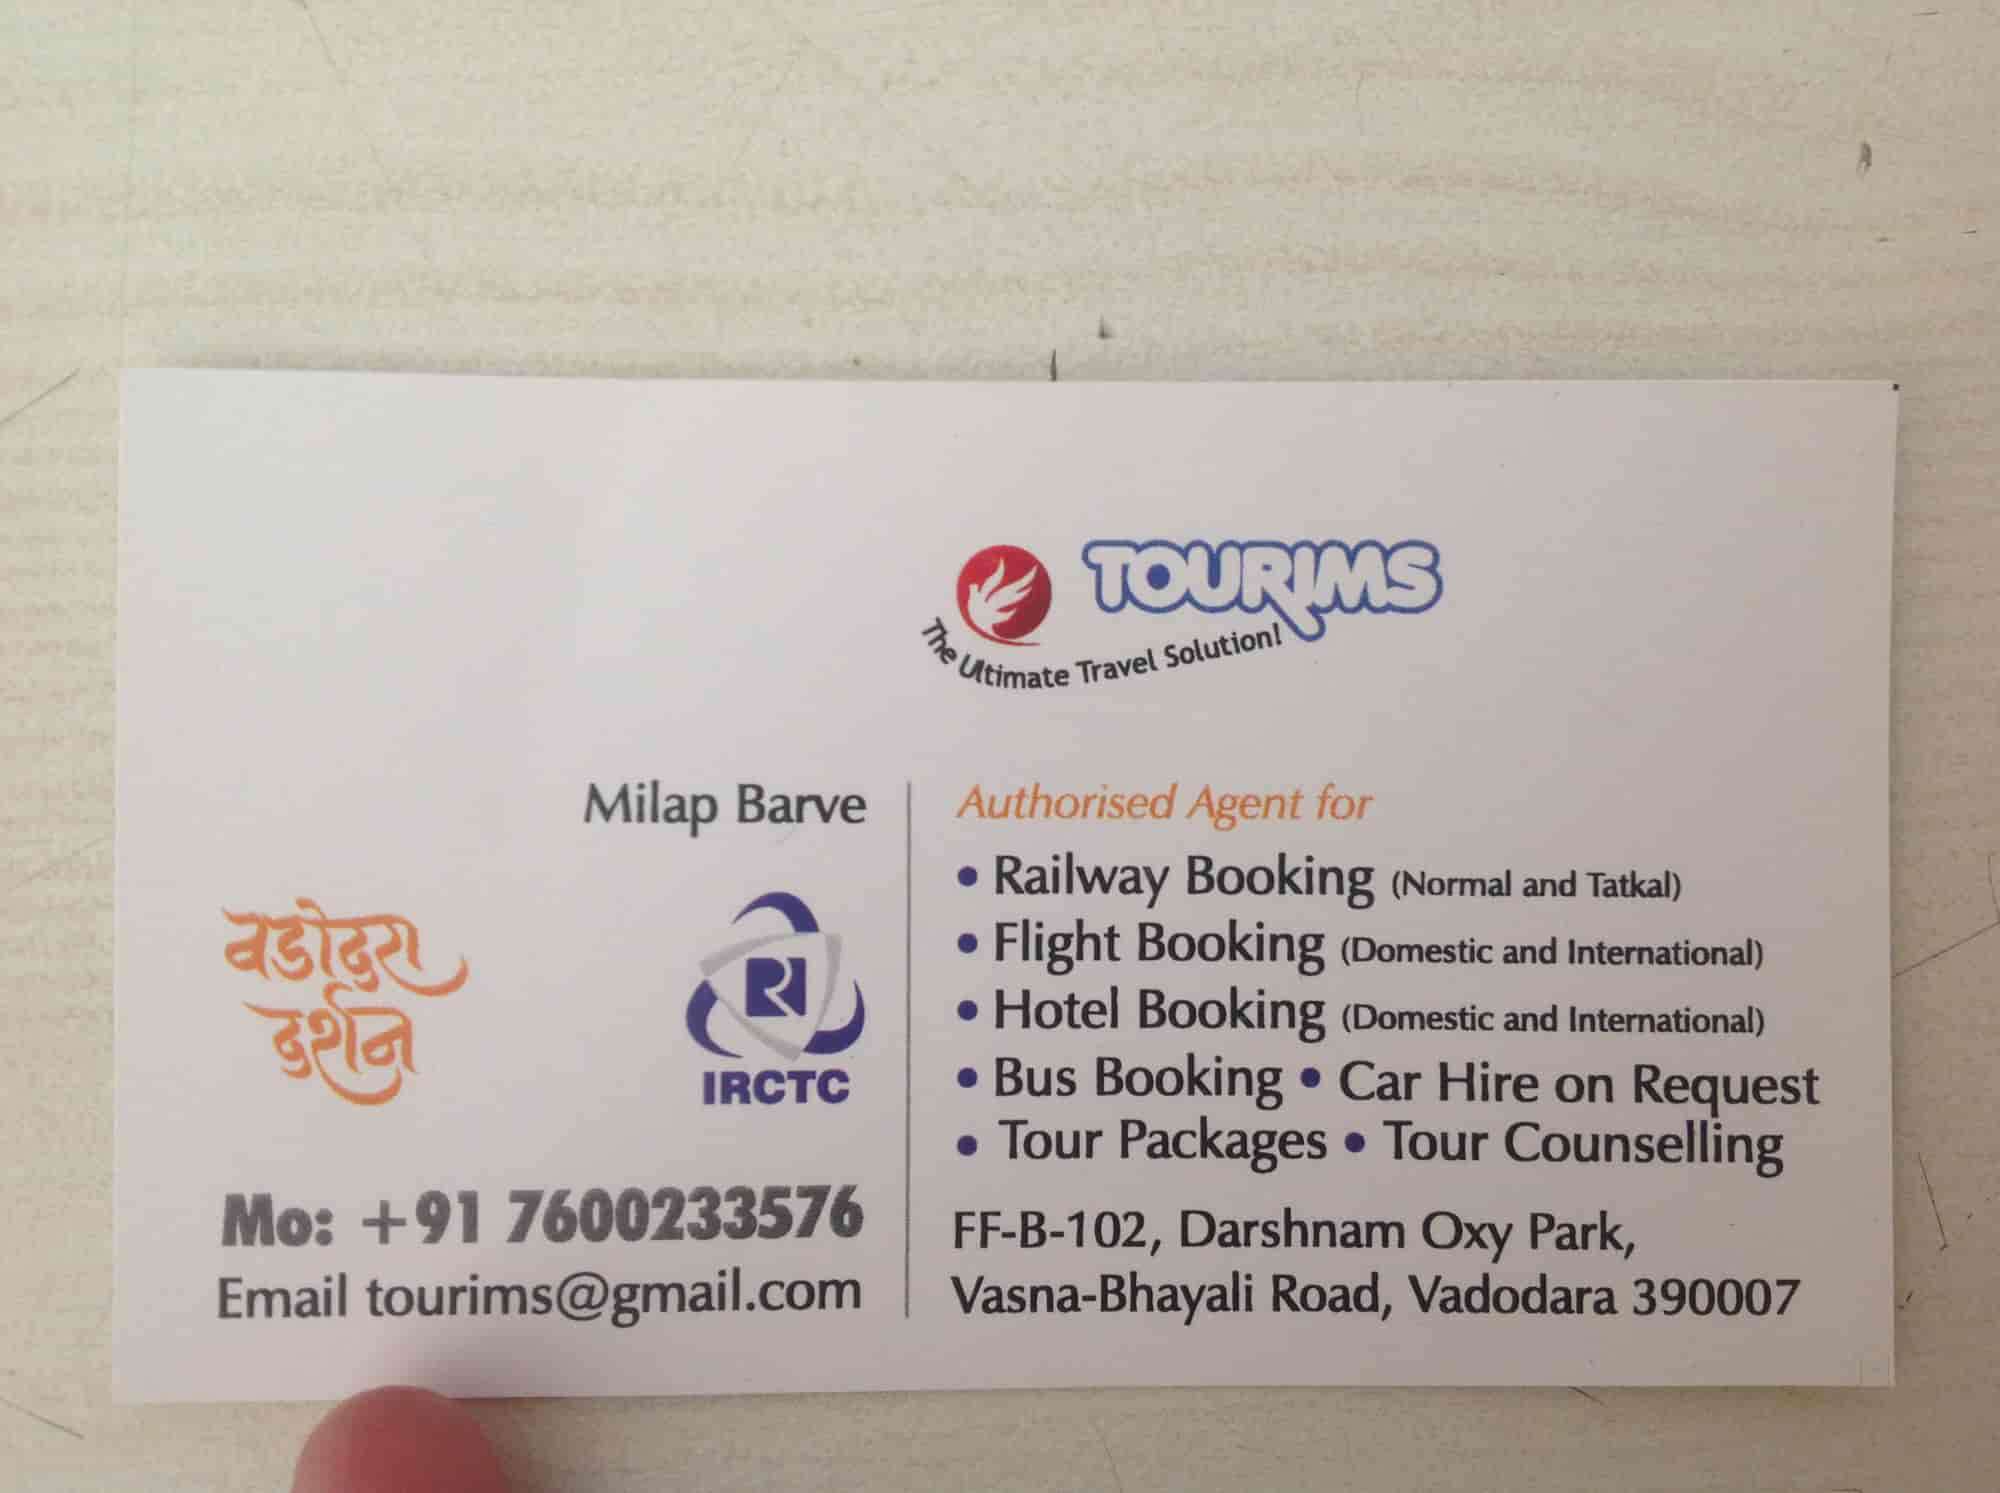 TOURIMS
The Ultimate Travel Solution!
Milap Barve
वडोदरा
दर्शन
IRCTC
Mo: +91 7600233576
Email tourims@gmail.com
Authorised Agent for
• Railway Booking (Normal and Tatkal)
• Flight Booking (Domestic and International)
• Hotel Booking (Domestic and International)
• Bus Booking • Car Hire on Request
• Tour Packages • Tour Counselling
FF-B-102, Darshnam Oxy Park,
Vasna-Bhayali Road, Vadodara 390007